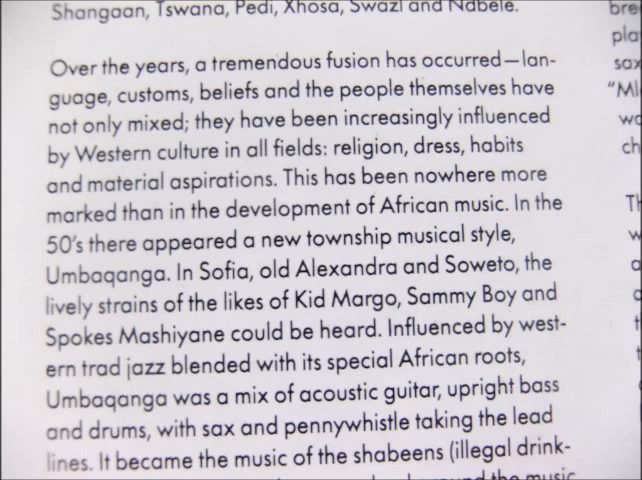 Shangaan, Tswana, Pedi, Xhosa, Swazi and Ndbele.
Over the years, a tremendous fusion has occurred—lan-
guage, customs, beliefs and the people themselves have
not only mixed; they have been increasingly influenced
by Western culture in all fields: religion, dress, habits
and material aspirations. This has been nowhere more
marked than in the development of African music. In the
50's there appeared a new township musical style,
Umbaqanga. In Sofia, old Alexandra and Soweto, the
lively strains of the likes of Kid Margo, Sammy Boy and
Spokes Mashiyane could be heard. Influenced by west-
ern trad jazz blended with its special African roots,
Umbaqanga was a mix of acoustic guitar, upright bass
and drums, with sax and pennywhistle taking the lead
lines. It became the music of the shabeens (illegal drink-
the music